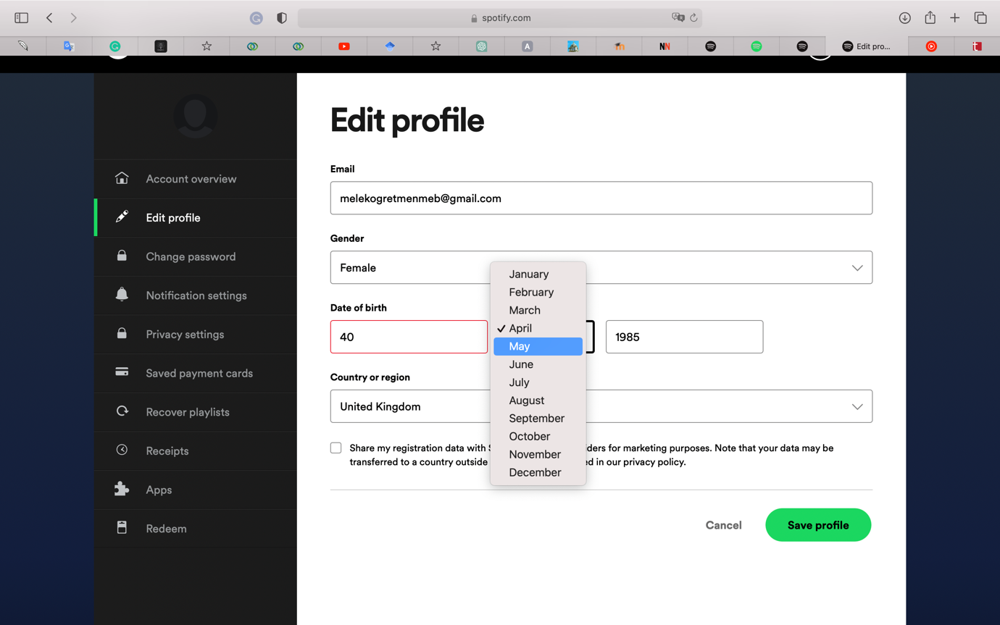 spotify.com
A
NN
Edit pro...
Edit profile
Email
melekogretmenmeb@gmail.com
Gender
Female
Date of birth
40
January
February
March
April
May
June
July
August
September
October
November
December
1985
Country or region
United Kingdom
Share my registration data with ders for marketing purposes. Note that your data may be
transferred to a country outside d in our privacy policy.
Cancel
Save profile
Account overview
Edit profile
Change password
Notification settings
Privacy settings
Saved payment cards
Recover playlists
Receipts
Apps
Redeem